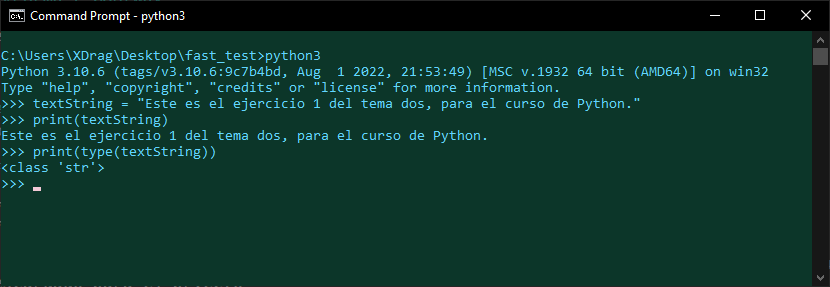 Command Prompt - python3
C:\Users\XDrag\Desktop\fast_test>python3
Python 3.10.6 (tags/v3.10.6:9c7b4bd, Aug  1 2022, 21:53:49) [MSC v.1932 64 bit (AMD64)] on win32
Type "help", "copyright", "credits" or "license" for more information.
>>> textString = "Este es el ejercicio 1 del tema dos, para el curso de Python."
>>> print(textString)
Este es el ejercicio 1 del tema dos, para el curso de Python.
>>> print(type(textString))
<class 'str'>
>>>